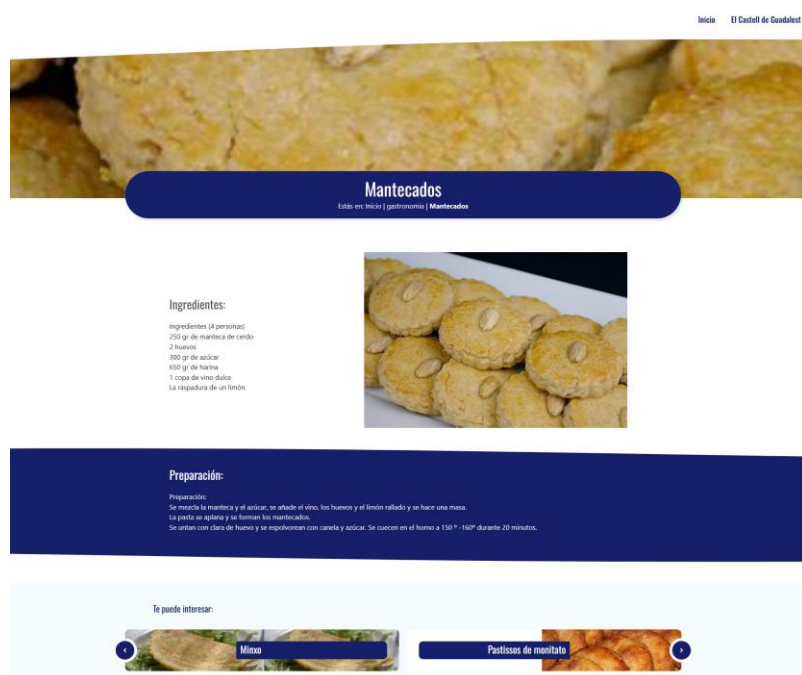 Inicio El Castell de Guadalest
Mantecados
Estás en: Inicio | gastronomia | Mantecados
Ingredientes:
Ingredientes (4 personas)
250 gr de manteca de cerdo
2 huevos
300 gr de azúcar
650 gr de harina
1 copa de vino dulce
La raspadura de un limón
Preparación:
Preparación:
Se mezcla la manteca y el azúcar, se añade el vino, los huevos y el limón rallado y se hace una masa.
La pasta se aplana y se forman los mantecados.
Se untan con clara de huevo y se espolvorean con canela y azúcar. Se cuecen en el horno a 150 º -160º durante 20 minutos.
Te puede interesar:
Minxo
Pastissos de monitato